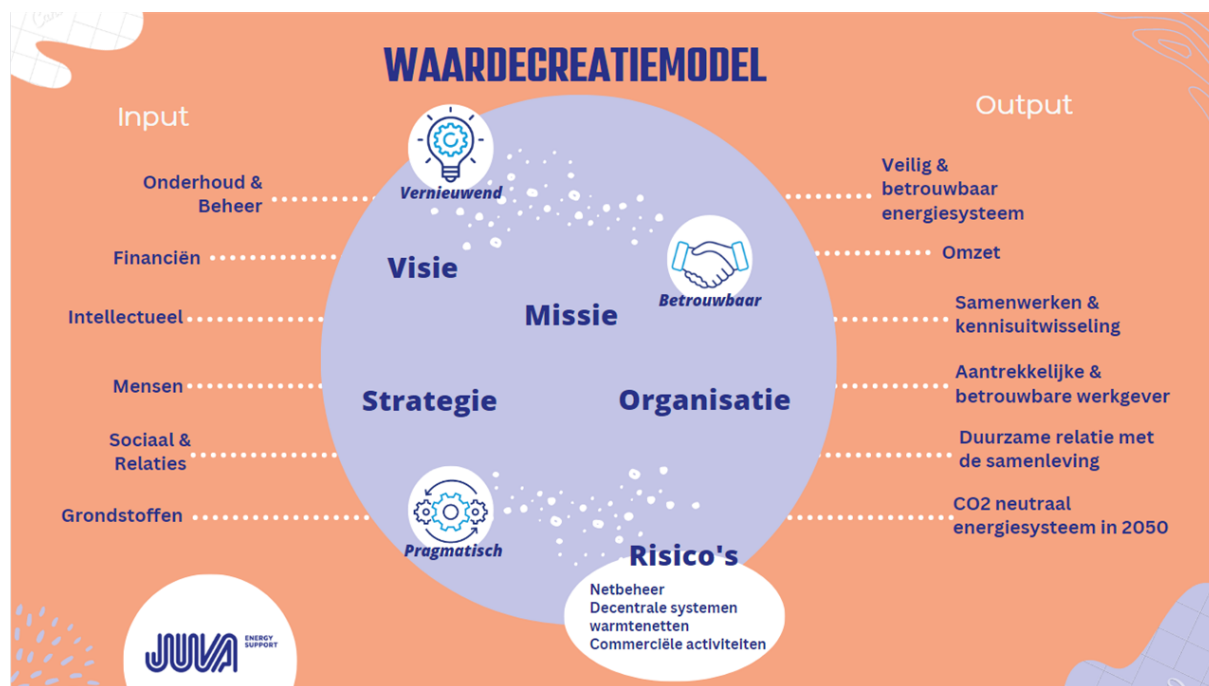 WAARDECREATIEMODEL
Input
Output
Onderhoud &
Beheer
Financiën
Intellectueel
Mensen
Sociaal &
Relaties
Grondstoffen
Vernieuwend
Visie
Missie
Betrouwbaar
Strategie
Organisatie
Pragmatisch
Risico's
Netbeheer
Decentrale systemen
warmtenetten
Commerciële activiteiten
Veilig &
betrouwbaar
energiesysteem
Omzet
Samenwerken &
kennisuitwisseling
Aantrekkelijke &
betrouwbare werkgever
Duurzame relatie met
de samenleving
CO2 neutraal
energiesysteem in 2050
JUVA
ENERGY
SUPPORT